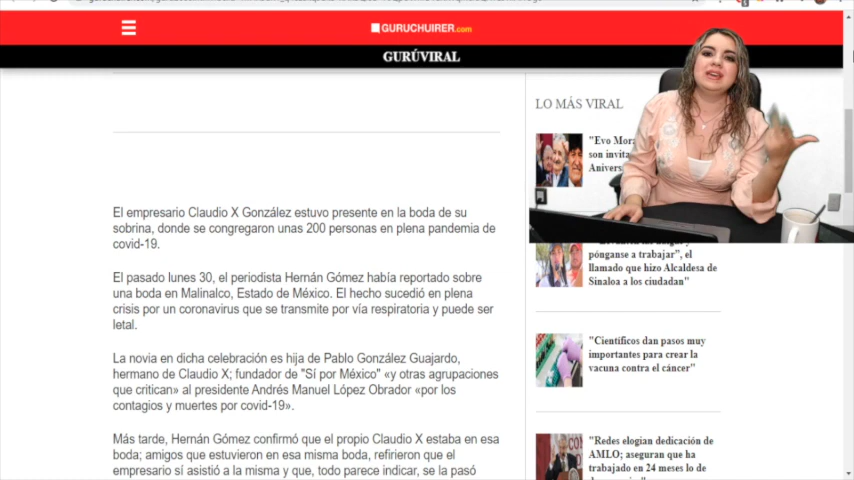 GURUCHUIRER.com
GURÚVIRAL
LO MÁS VIRAL
"Evo Mora
son invita
Anivers
El empresario Claudio X González estuvo presente en la boda de su
sobrina, donde se congregaron unas 200 personas en plena pandemia de
covid-19.
El pasado lunes 30, el periodista Hernán Gómez había reportado sobre
una boda en Malinalco, Estado de México. El hecho sucedió en plena
crisis por un coronavirus que se transmite por vía respiratoria y puede ser
letal.
La novia en dicha celebración es hija de Pablo González Guajardo,
hermano de Claudio X; fundador de "Sí por México" «y otras agrupaciones
que critican» al presidente Andrés Manuel López Obrador «por los
contagios y muertes por covid-19».
Más tarde, Hernán Gómez confirmó que el propio Claudio X estaba en esa
boda; amigos que estuvieron en esa misma boda, refirieron que el
empresario sí asistió a la misma y que, todo parece indicar, se la pasó
pónganse a trabajar", el
llamado que hizo Alcaldesa de
Sinaloa a los ciudadan"
"Científicos dan pasos muy
importantes para crear la
vacuna contra el cáncer"
"Redes elogian dedicación de
AMLO; aseguran que ha
trabajado en 24 meses lo de